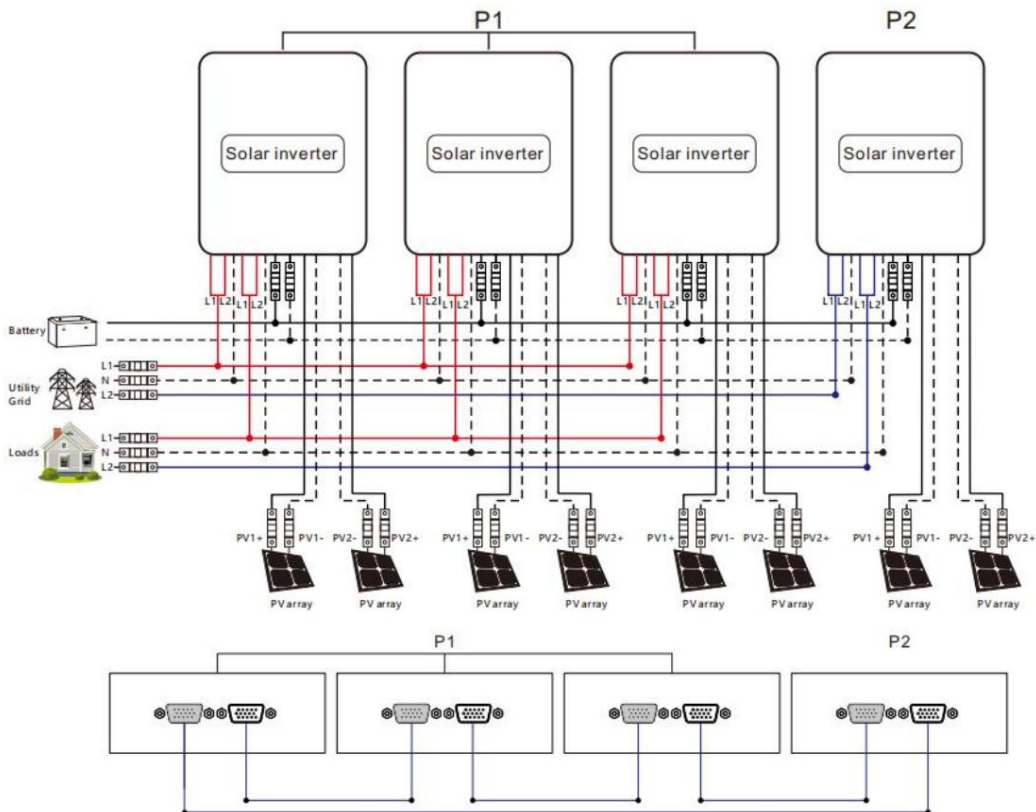 P1 P2
Solar inverter Solar inverter Solar inverter Solar inverter
L1 L2 L1 L2 L1 L2 L1 L2 L1 L2 L1 L2 L1 L2 L1 L2
Battery
L1
Utility Grid N
L2
L1
Loads N
L2
PV1+ PV1- PV2- PV2+ PV1+ PV1- PV2- PV2+ PV1+ PV1- PV2- PV2+ PV1+ PV1- PV2- PV2+
PV array PV array PV array PV array PV array PV array PV array PV array
P1 P2